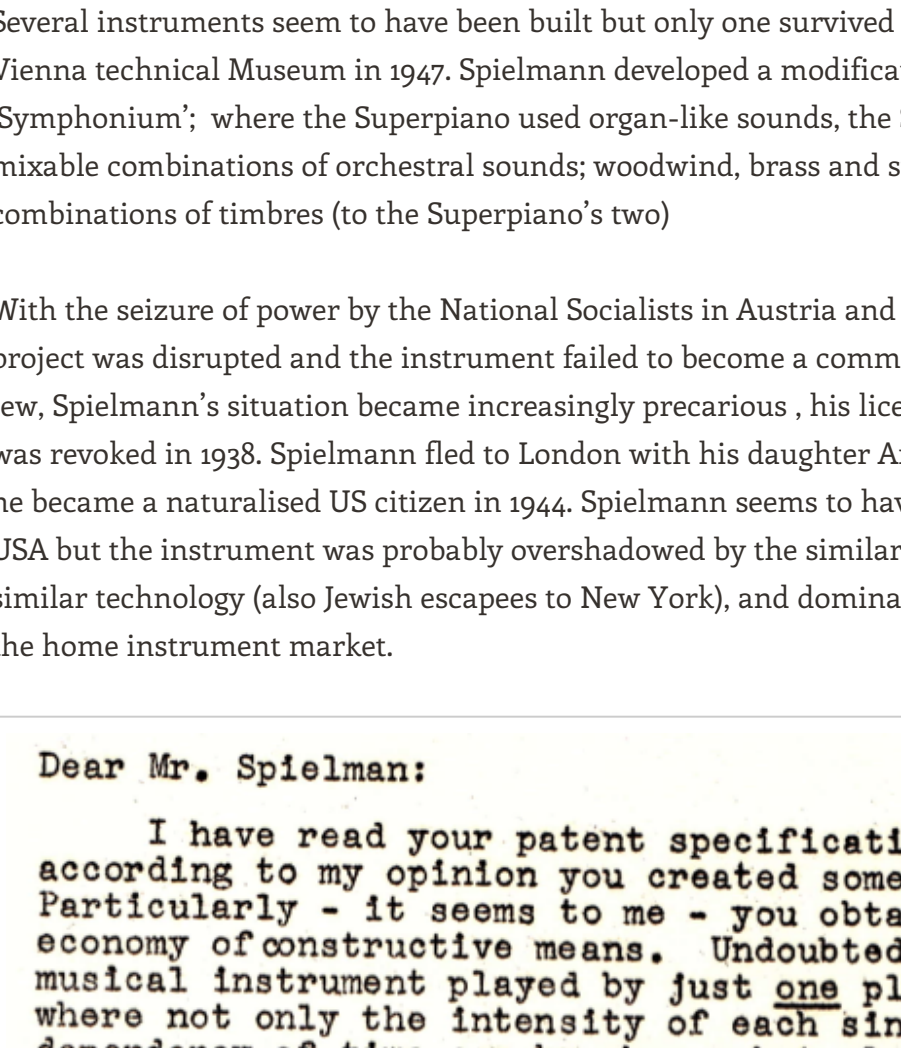 Several instruments seem to have been built but only one survived
Vienna technical Museum in 1947. Spielmann developed a modifica
‘Symphonium’;  where the Superpiano used organ-like sounds, the
mixable combinations of orchestral sounds; woodwind, brass and s
combinations of timbres (to the Superpiano’s two)
With the seizure of power by the National Socialists in Austria and
project was disrupted and the instrument failed to become a comm
Jew, Spielmann’s situation became increasingly precarious , his lice
was revoked in 1938. Spielmann fled to London with his daughter
he became a naturalised US citizen in 1944. Spielmann seems to hav
USA but the instrument was probably overshadowed by the similar
similar technology (also Jewish escapees to New York), and domina
the home instrument market.
Dear Mr. Spielman:
I have read your patent specificati
according to my opinion you created some
Particularly - it seems to me - you obta
economy of constructive means. Undoubted
musical instrument played by just one pl
where not only the intensity of each sin